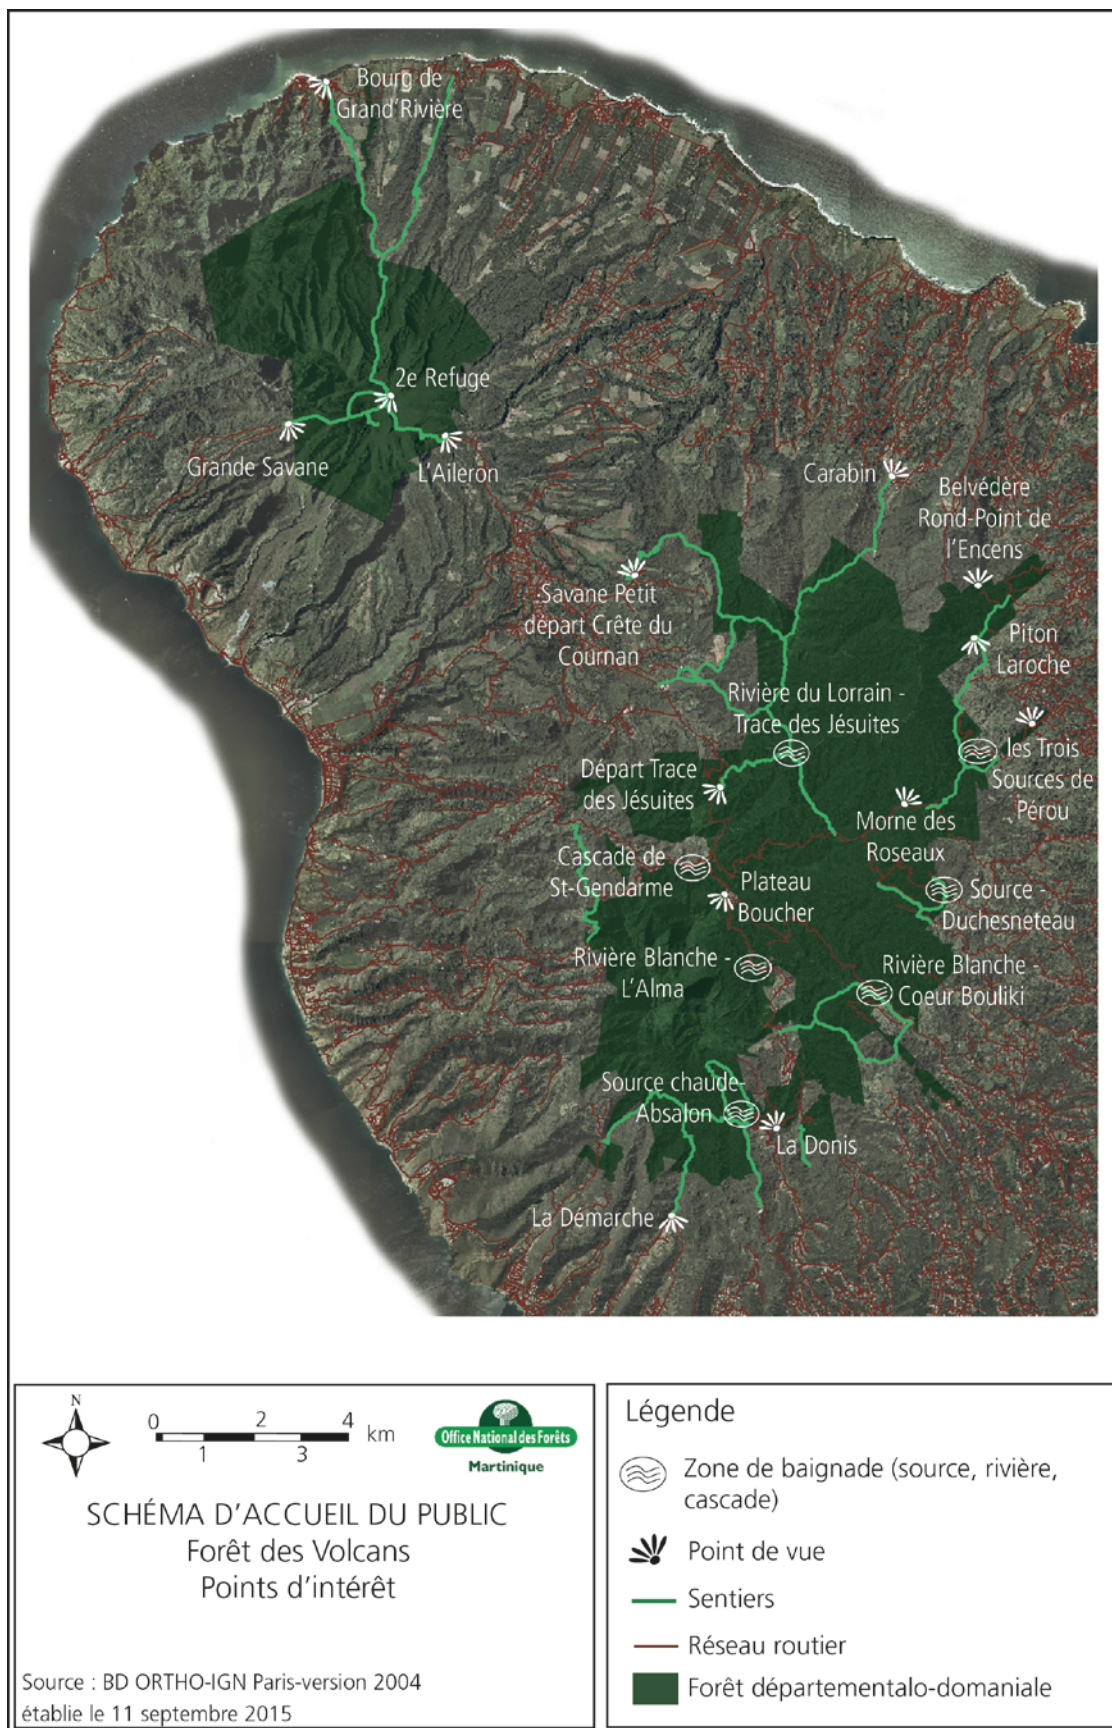 Bourg de
Grand'Rivière
2e Refuge
Grande Savane
L'Aileron
Carabin
Belvédère
Rond-Point de
l'Encens
Savane Petit
départ Crête du
Cournan
Piton
Laroche
Rivière du Lorrain -
Trace des Jésuites
les Trois
Sources de
Pérou
Départ Trace
des Jésuites
Morne des
Roseaux
Cascade de
St-Gendarme
Plateau
Boucher
Source -
Duchesneteau
Rivière Blanche -
L'Alma
Rivière Blanche -
Coeur Bouliki
Source chaude-
Absalon
La Donis
La Démarche
N
0 2 4 km
1 3
Office National des Forêts
Martinique
SCHÉMA D'ACCUEIL DU PUBLIC
Forêt des Volcans
Points d'intérêt
Source : BD ORTHO-IGN Paris-version 2004
établie le 11 septembre 2015
Légende
Zone de baignade (source, rivière,
cascade)
Point de vue
Sentiers
Réseau routier
Forêt départementalo-domaniale